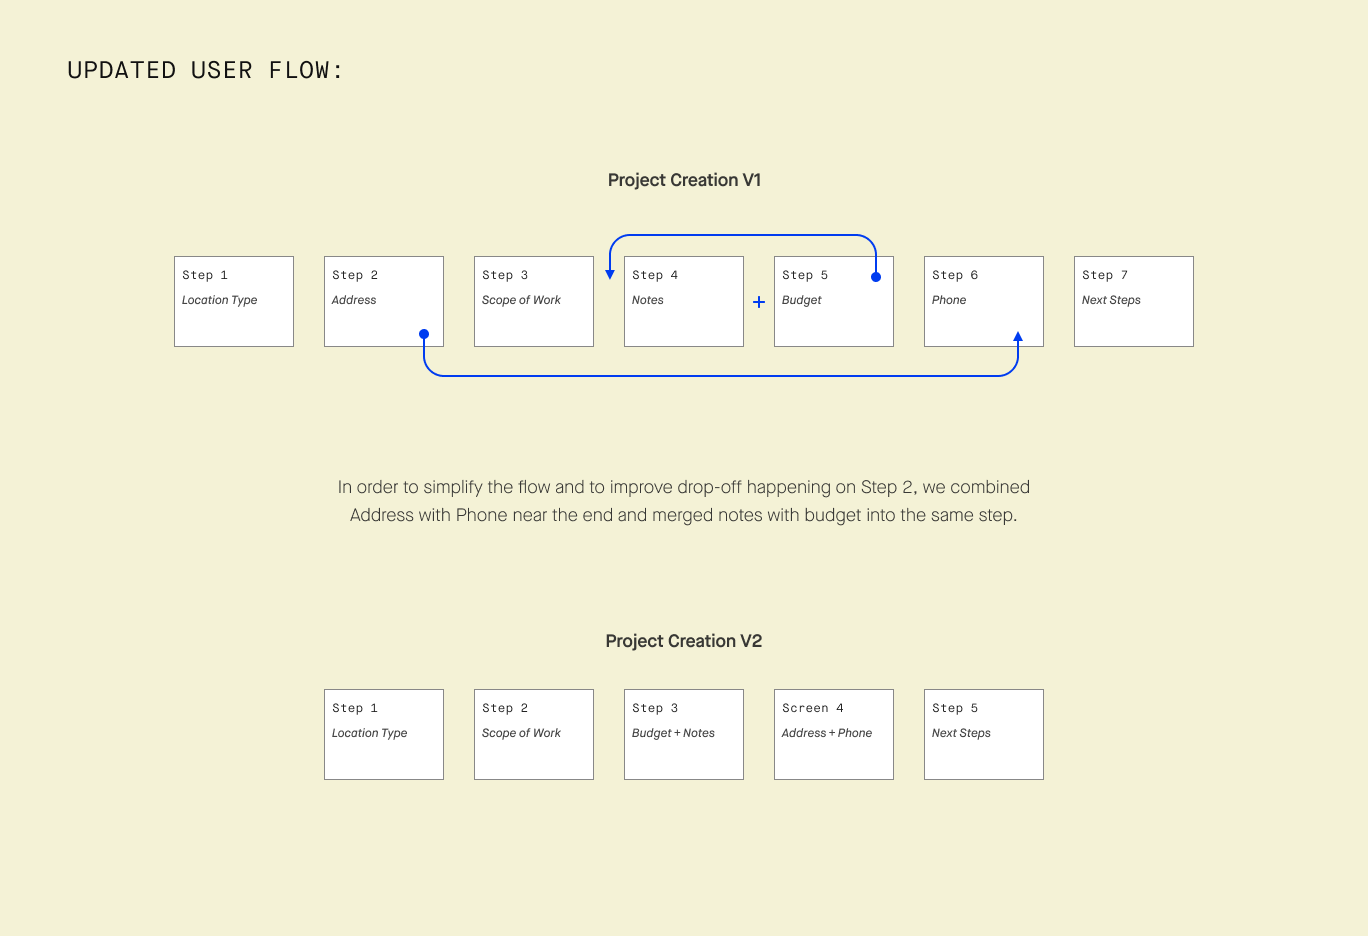 UPDATED USER FLOW:
Project Creation V1
Step 1
Location Type
Step 2
Address
Step 3
Scope of Work
Step 4
Notes
+
Step 5
Budget
Step 6
Phone
Step 7
Next Steps
In order to simplify the flow and to improve drop-off happening on Step 2, we combined
Address with Phone near the end and merged notes with budget into the same step.
Project Creation V2
Step 1
Location Type
Step 2
Scope of Work
Step 3
Budget + Notes
Screen 4
Address + Phone
Step 5
Next Steps